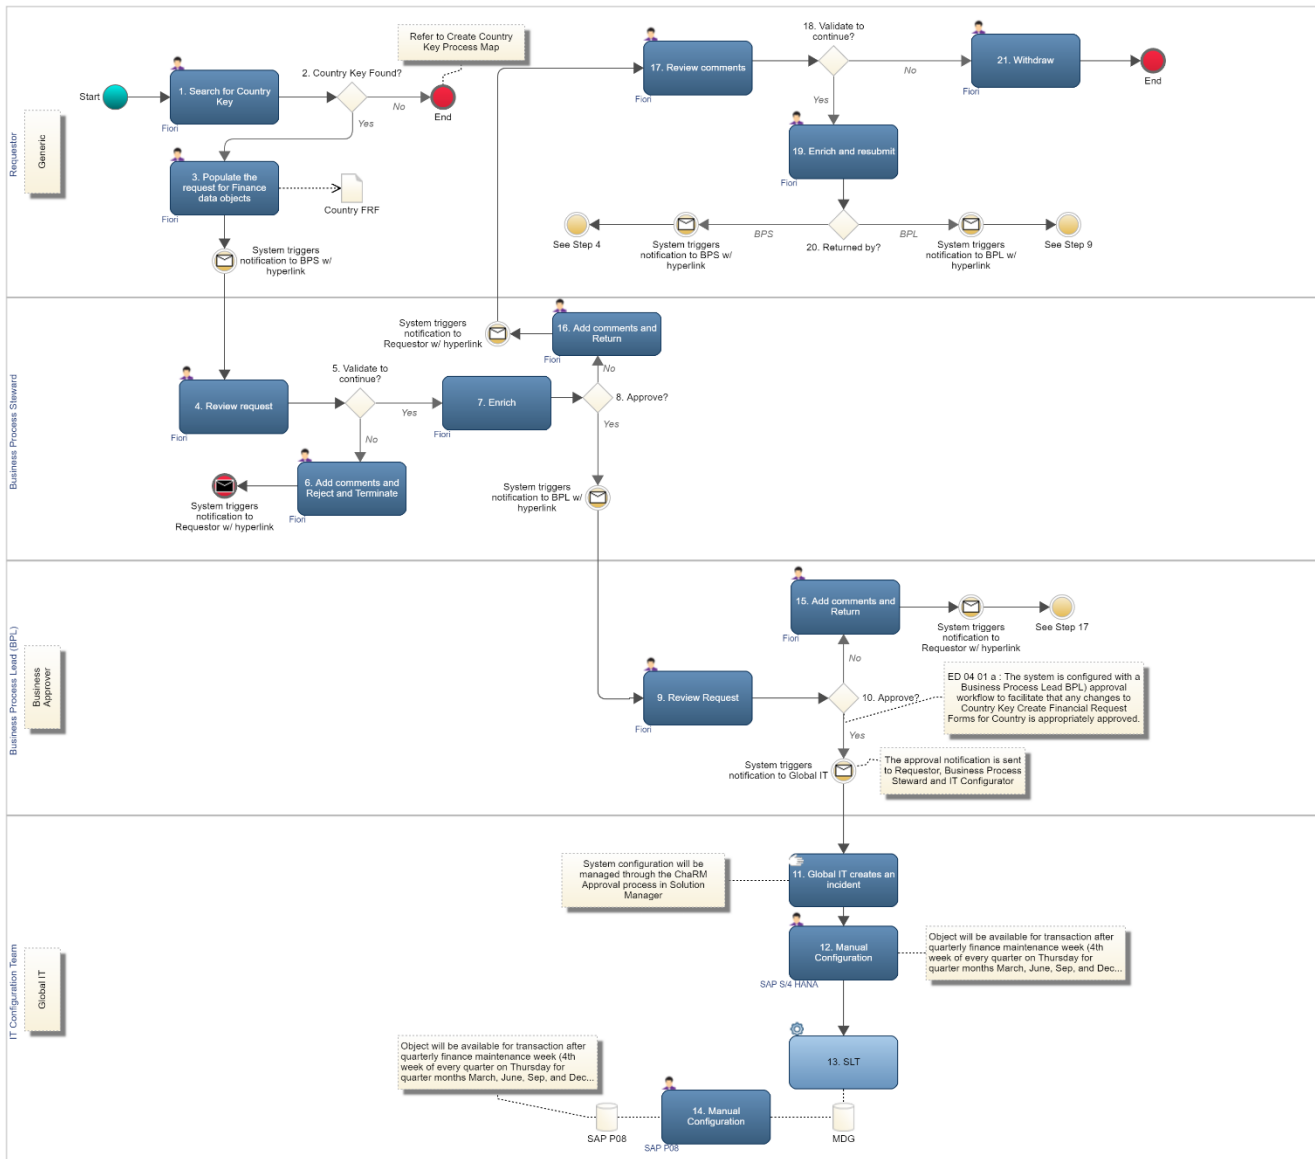 Requestor
Generic
Start
1. Search for Country
Key
Fiori
2. Country Key Found?
No
Yes
End
Refer to Create Country
Key Process Map
3. Populate the
request for Finance
data objects
Fiori
Country FRF
System triggers
notification to BPS w/
hyperlink
17. Review comments
Fiori
18. Validate to
continue?
No
Yes
21. Withdraw
Fiori
End
19. Enrich and resubmit
Fiori
20. Returned by?
BPS
BPL
System triggers
notification to BPS w/
hyperlink
See Step 4
System triggers
notification to BPL w/
hyperlink
See Step 9
Business Process Steward
4. Review request
Fiori
5. Validate to
continue?
Yes
No
6. Add comments and
Reject and Terminate
Fiori
System triggers
notification to
Requestor w/ hyperlink
7. Enrich
Fiori
8. Approve?
No
Yes
16. Add comments and
Return
Fiori
System triggers
notification to
Requestor w/ hyperlink
System triggers
notification to BPL w/
hyperlink
Business Process Lead (BPL)
Business
Approver
9. Review Request
Fiori
10. Approve?
No
Yes
15. Add comments and
Return
Fiori
System triggers
notification to
Requestor w/ hyperlink
See Step 17
ED 04 01 a : The system is configured with a
Business Process Lead BPL) approval
workflow to facilitate that any changes to
Country Key Create Financial Request
Forms for Country is appropriately approved.
System triggers
notification to Global IT
The approval notification is sent
to Requestor, Business Process
Steward and IT Configurator
IT Configuration Team
Global IT
System configuration will be
managed through the ChaRM
Approval process in Solution
Manager
11. Global IT creates an
incident
12. Manual
Configuration
SAP S/4 HANA
Object will be available for transaction after
quarterly finance maintenance week (4th
week of every quarter on Thursday for
quarter months March, June, Sep, and Dec...
13. SLT
MDG
14. Manual
Configuration
SAP P08
SAP P08
Object will be available for transaction after
quarterly finance maintenance week (4th
week of every quarter on Thursday for
quarter months March, June, Sep, and Dec...